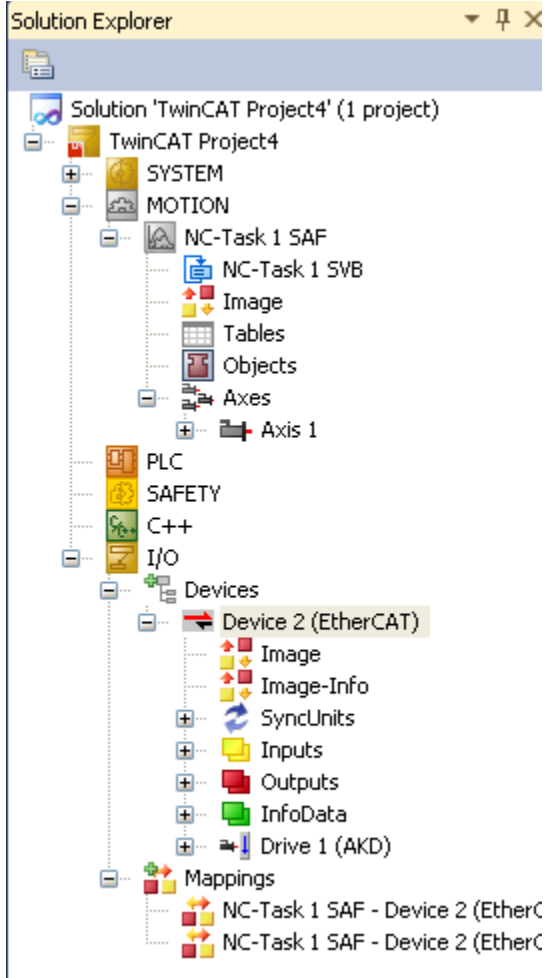 Solution Explorer
Solution 'TwinCAT Project4' (1 project)
TwinCAT Project4
SYSTEM
MOTION
NC-Task 1 SAF
NC-Task 1 SVB
Image
Tables
Objects
Axes
Axis 1
PLC
SAFETY
C++
I/O
Devices
Device 2 (EtherCAT)
Image
Image-Info
SyncUnits
Inputs
Outputs
InfoData
Drive 1 (AKD)
Mappings
NC-Task 1 SAF - Device 2 (EtherC
NC-Task 1 SAF - Device 2 (EtherC